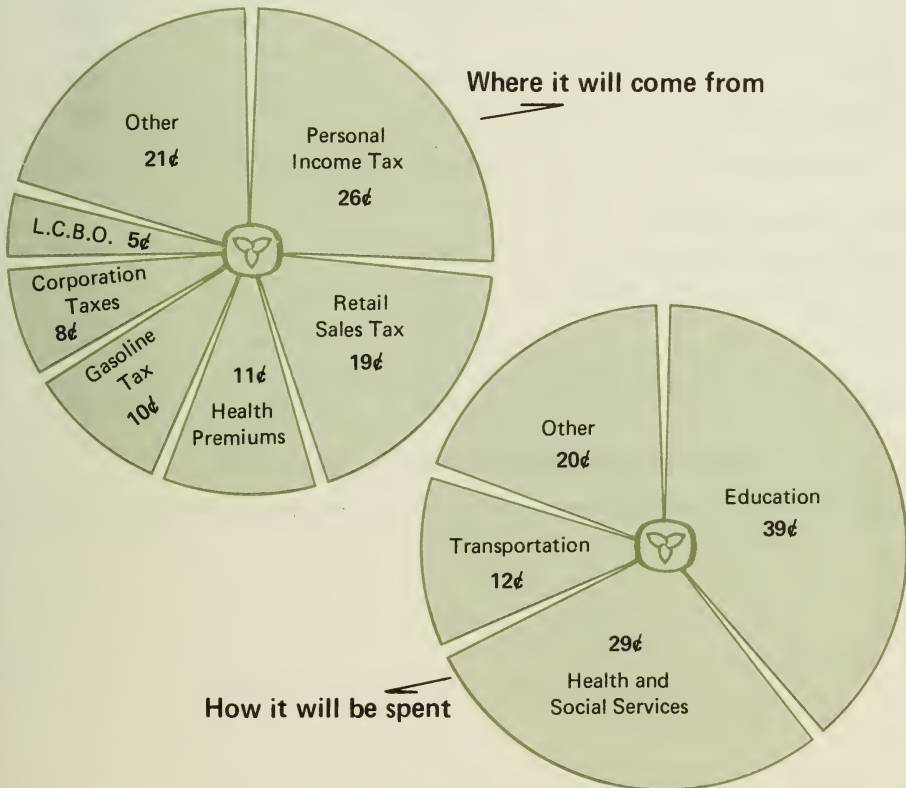 Where it will come from
Personal
Income Tax
26¢
Retail
Sales Tax
19¢
11¢
Health
Premiums
Gasoline
Tax
10¢
Corporation
Taxes
8¢
L.C.B.O. 5¢
Other
21¢
How it will be spent
Education
39¢
29¢
Health and
Social Services
Transportation
12¢
Other
20¢